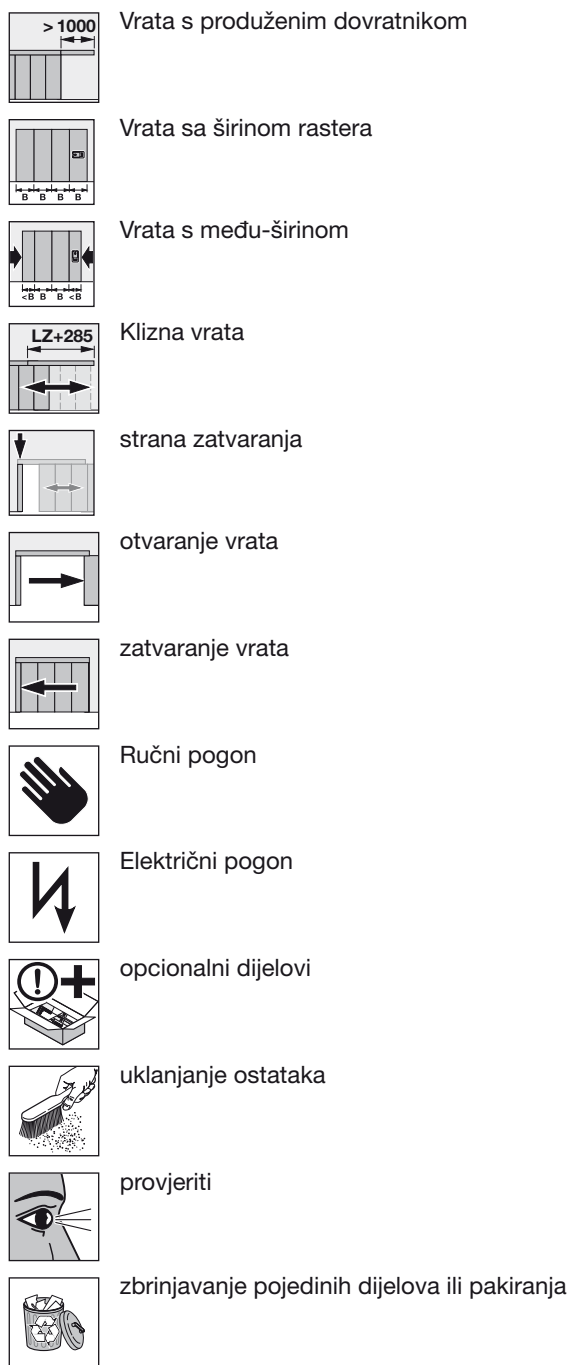 > 1000
Vrata s produženim dovratnikom
Vrata sa širinom rastera
B B B B
Vrata s među-širinom
<B B B <B
LZ+285
Klizna vrata
strana zatvaranja
otvaranje vrata
zatvaranje vrata
Ručni pogon
Električni pogon
opcionalni dijelovi
uklanjanje ostataka
provjeriti
zbrinjavanje pojedinih dijelova ili pakiranja